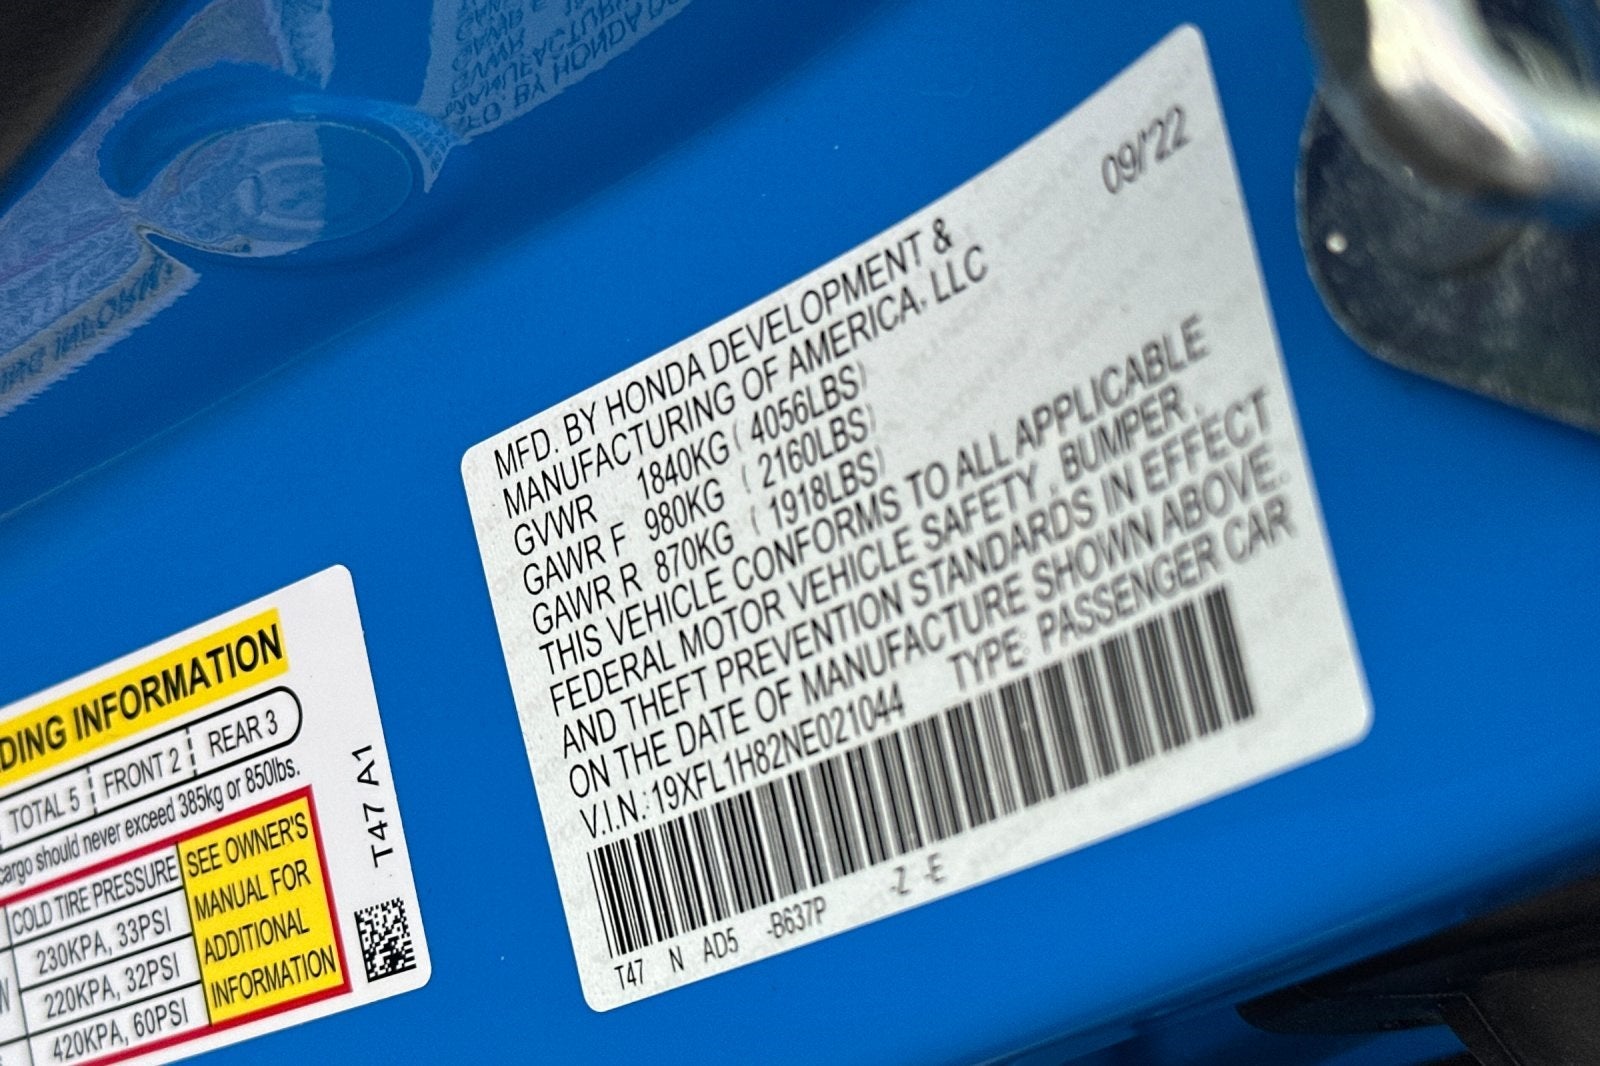 09/'22
MFD. BY HONDA DEVELOPMENT &
MANUFACTURING OF AMERICA, LLC
GVWR 1840KG (4056LBS)
GAWR F 980KG (2160LBS)
GAWR R 870KG (1918LBS)
THIS VEHICLE CONFORMS TO ALL APPLICABLE
FEDERAL MOTOR VEHICLE SAFETY, BUMPER,
AND THEFT PREVENTION STANDARDS IN EFFECT
ON THE DATE OF MANUFACTURE SHOWN ABOVE.
V.I.N.:19XFL1H82NE021044 TYPE: PASSENGER CAR
T47 N AD5 -B637P -Z -E
DING INFORMATION
TOTAL 5 FRONT 2 REAR 3
cargo should never exceed 385kg or 850lbs.
COLD TIRE PRESSURE
230KPA, 33PSI
220KPA, 32PSI
420KPA, 60PSI
SEE OWNER'S
MANUAL FOR
ADDITIONAL
INFORMATION
T47 A1